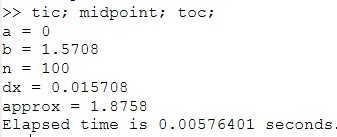 >> tic; midpoint; toc;
a = 0
b = 1.5708
n = 100
dx = 0.015708
approx = 1.8758
Elapsed time is 0.00576401 seconds.